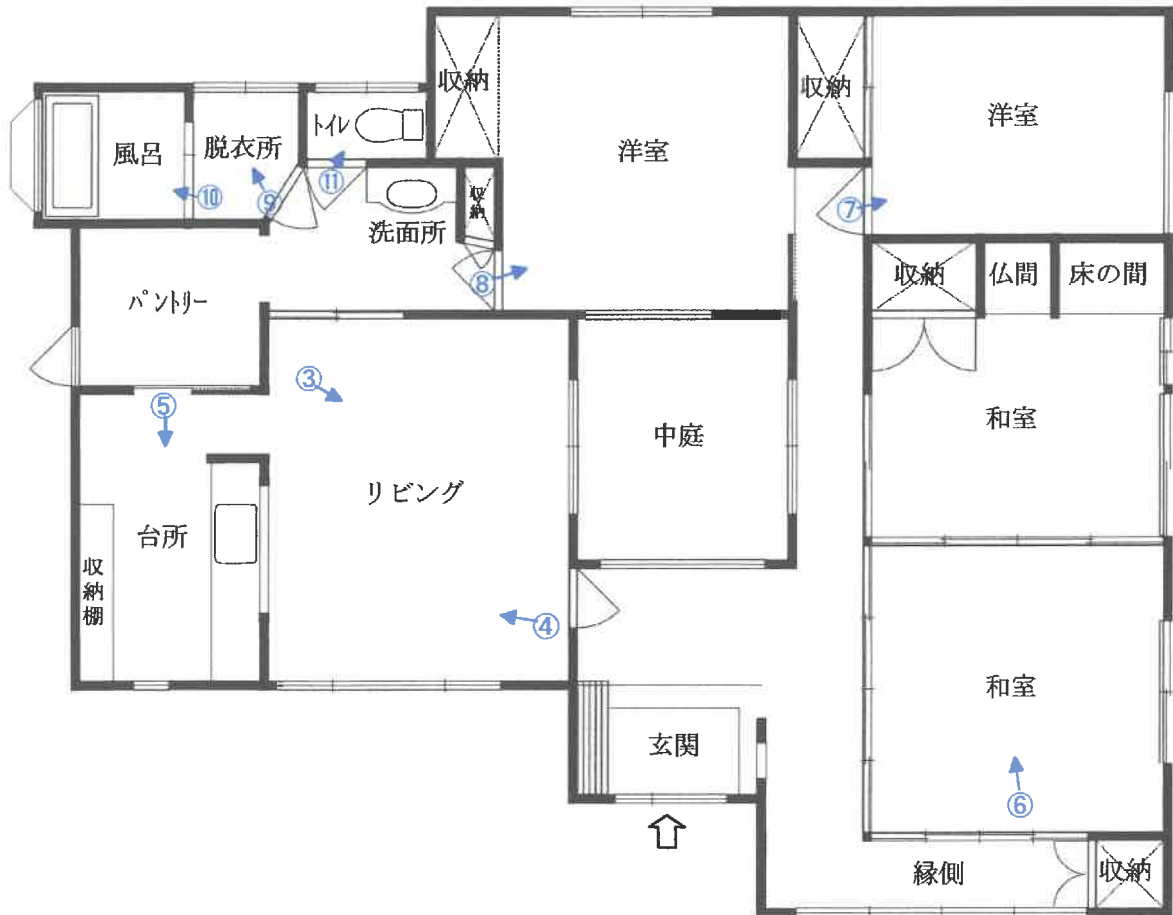 収納
収納
洋室
洋室
トイレ
脱衣所
風呂
⑩
⑨
⑪
収納
洗面所
⑦
⑧
パントリー
収納
仏間
床の間
③
⑤
和室
中庭
リビング
台所
収納棚
④
和室
玄関
⑥
縁側
収納